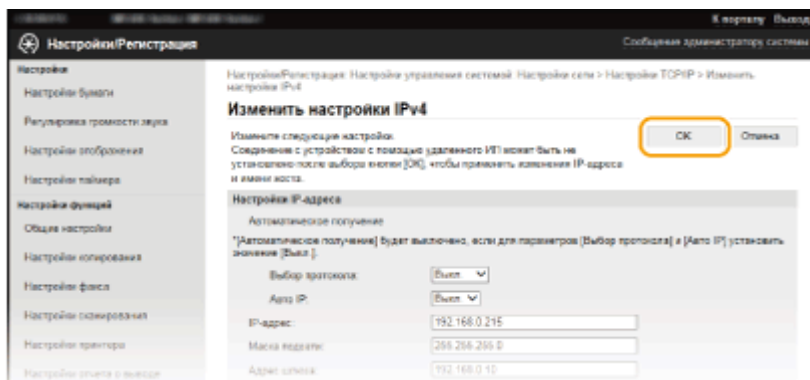 К порталу Выход
Настройки/Регистрация
Сообщения администратору системы
Настройки
Настройки бумаги
Регулировка громкости звука
Настройки отображения
Настройки таймера
Настройки функций
Общие настройки
Настройки копирования
Настройки факса
Настройки сканирования
Настройки принтера
Настройки отчета о выводе
Настройки/Регистрация: Настройки управления системой: Настройки сети > Настройки TCP/IP > Изменить
настройки IPv4
Изменить настройки IPv4
Измените следующие настройки.
Соединение с устройством с помощью удаленного ИП может быть не
установлено после выбора кнопки [OK], чтобы применить изменения IP-адреса
и имени хоста.
OK Отмена
Настройки IP-адреса
Автоматическое получение
*[Автоматическое получение] будет выключено, если для параметров [Выбор протокола] и [Авто IP] установить
значение [Выкл.].
Выбор протокола: Выкл.
Авто IP: Выкл
IP-адрес: 192.168.0.215
Маска подсети: 255.255.255.0
Адрес шлюза: 192.168.0.10